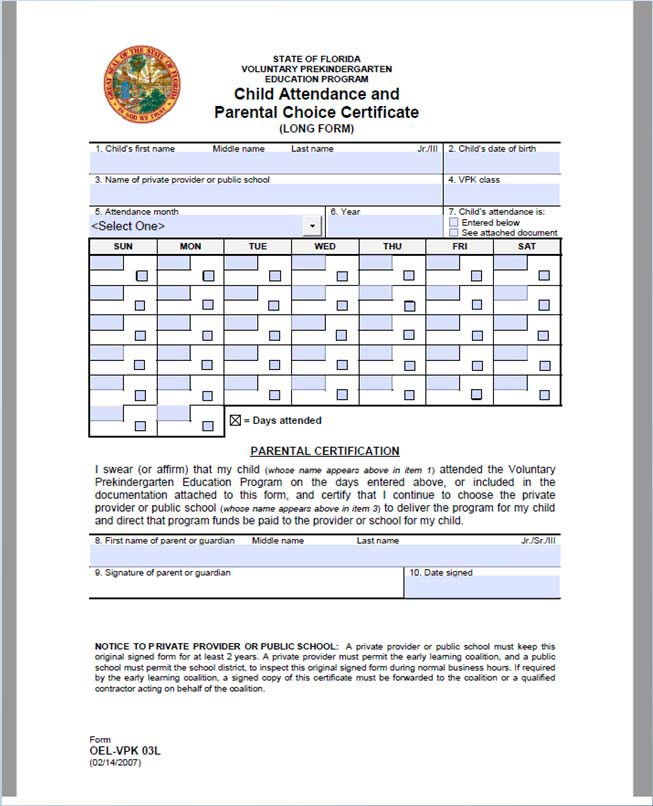 GREAT SEAL OF THE STATE OF FLORIDA
IN GOD WE TRUST
STATE OF FLORIDA
VOLUNTARY PREKINDERGARTEN
EDUCATION PROGRAM
Child Attendance and
Parental Choice Certificate
(LONG FORM)
1. Child's first name Middle name Last name Jr./III 2. Child's date of birth
3. Name of private provider or public school 4. VPK class
5. Attendance month 6. Year 7. Child's attendance is:
<Select One> Entered below
See attached document
SUN MON TUE WED THU FRI SAT
= Days attended
PARENTAL CERTIFICATION
I swear (or affirm) that my child (whose name appears above in item 1) attended the Voluntary
Prekindergarten Education Program on the days entered above, or included in the
documentation attached to this form, and certify that I continue to choose the private
provider or public school (whose name appears above in item 3) to deliver the program for my child
and direct that program funds be paid to the provider or school for my child.
8. First name of parent or guardian Middle name Last name Jr./Sr./III
9. Signature of parent or guardian 10. Date signed
NOTICE TO PRIVATE PROVIDER OR PUBLIC SCHOOL: A private provider or public school must keep this
original signed form for at least 2 years. A private provider must permit the early learning coalition, and a public
school must permit the school district, to inspect this original signed form during normal business hours. If required
by the early learning coalition, a signed copy of this certificate must be forwarded to the coalition or a qualified
contractor acting on behalf of the coalition.
Form
OEL-VPK 03L
(02/14/2007)